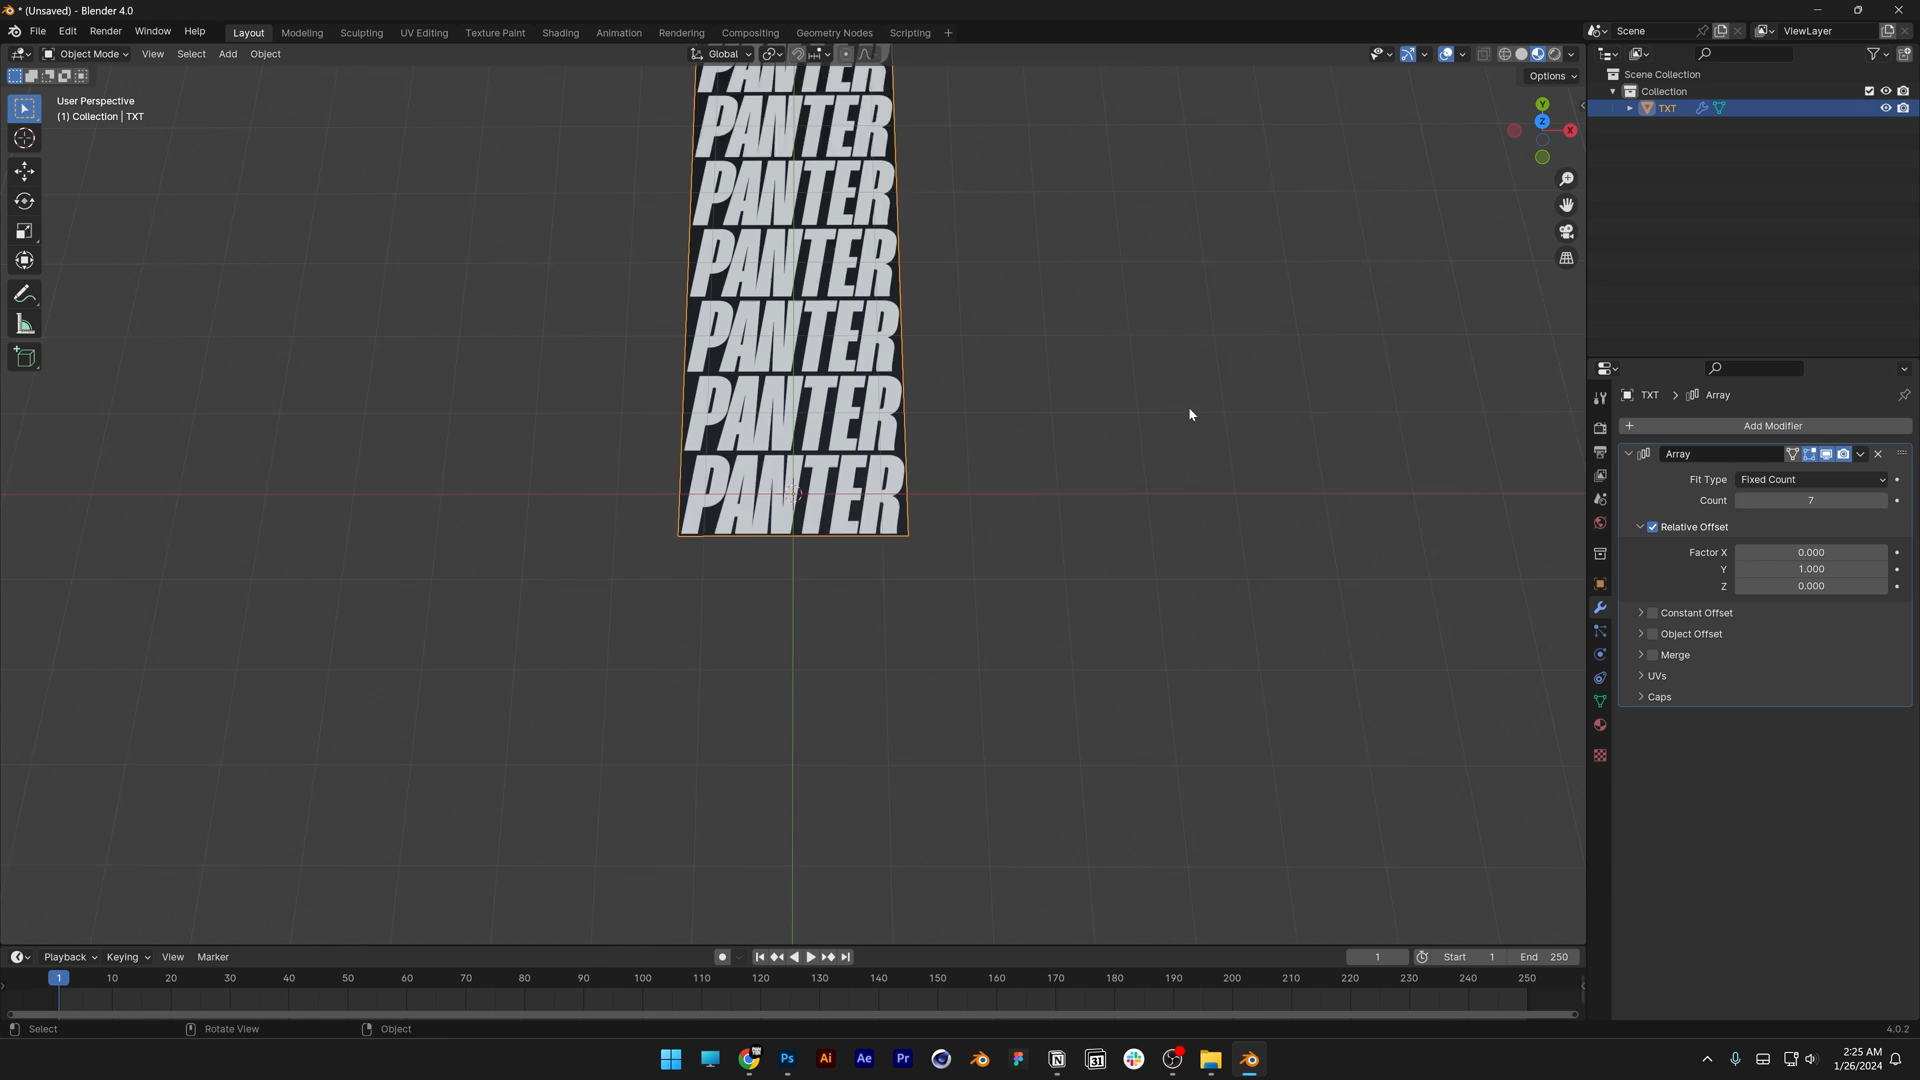 * (Unsaved) - Blender 4.0
File Edit Render Window Help Layout Modeling Sculpting UV Editing Texture Paint Shading Animation Rendering Compositing Geometry Nodes Scripting + Scene ViewLayer
Object Mode View Select Add Object Global
Options
User Perspective
(1) Collection | TXT
PANTER
PANTER
PANTER
PANTER
PANTER
PANTER
PANTER
Y
Z
X
Scene Collection
Collection
TXT
TXT > Array
+ Add Modifier
Array
Fit Type Fixed Count
Count 7
Relative Offset
Factor X 0.000
Y 1.000
Z 0.000
Constant Offset
Object Offset
Merge
UVs
Caps
Playback Keying View Marker 1 Start 1 End 250
1 10 20 30 40 50 60 70 80 90 100 110 120 130 140 150 160 170 180 190 200 210 220 230 240 250
Select Rotate View Object 4.0.2
Ps Ai Ae Pr N 31
2:25 AM
1/26/2024